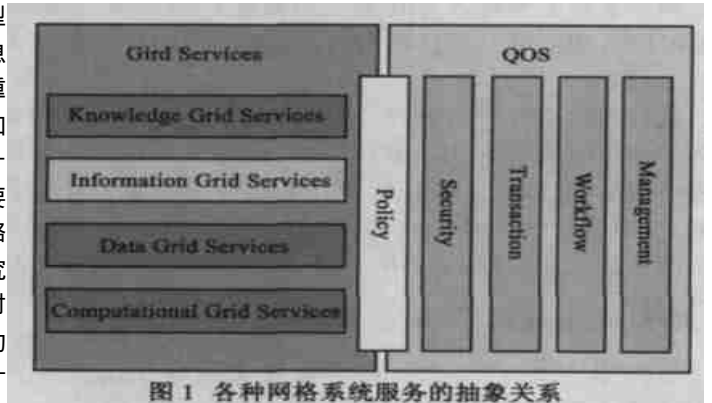 Gird Services
Knowledge Grid Services
Information Grid Services
Data Grid Services
Computational Grid Services
Policy
QOS
Security
Transaction
Workflow
Management
图 1 各种网格系统服务的抽象关系